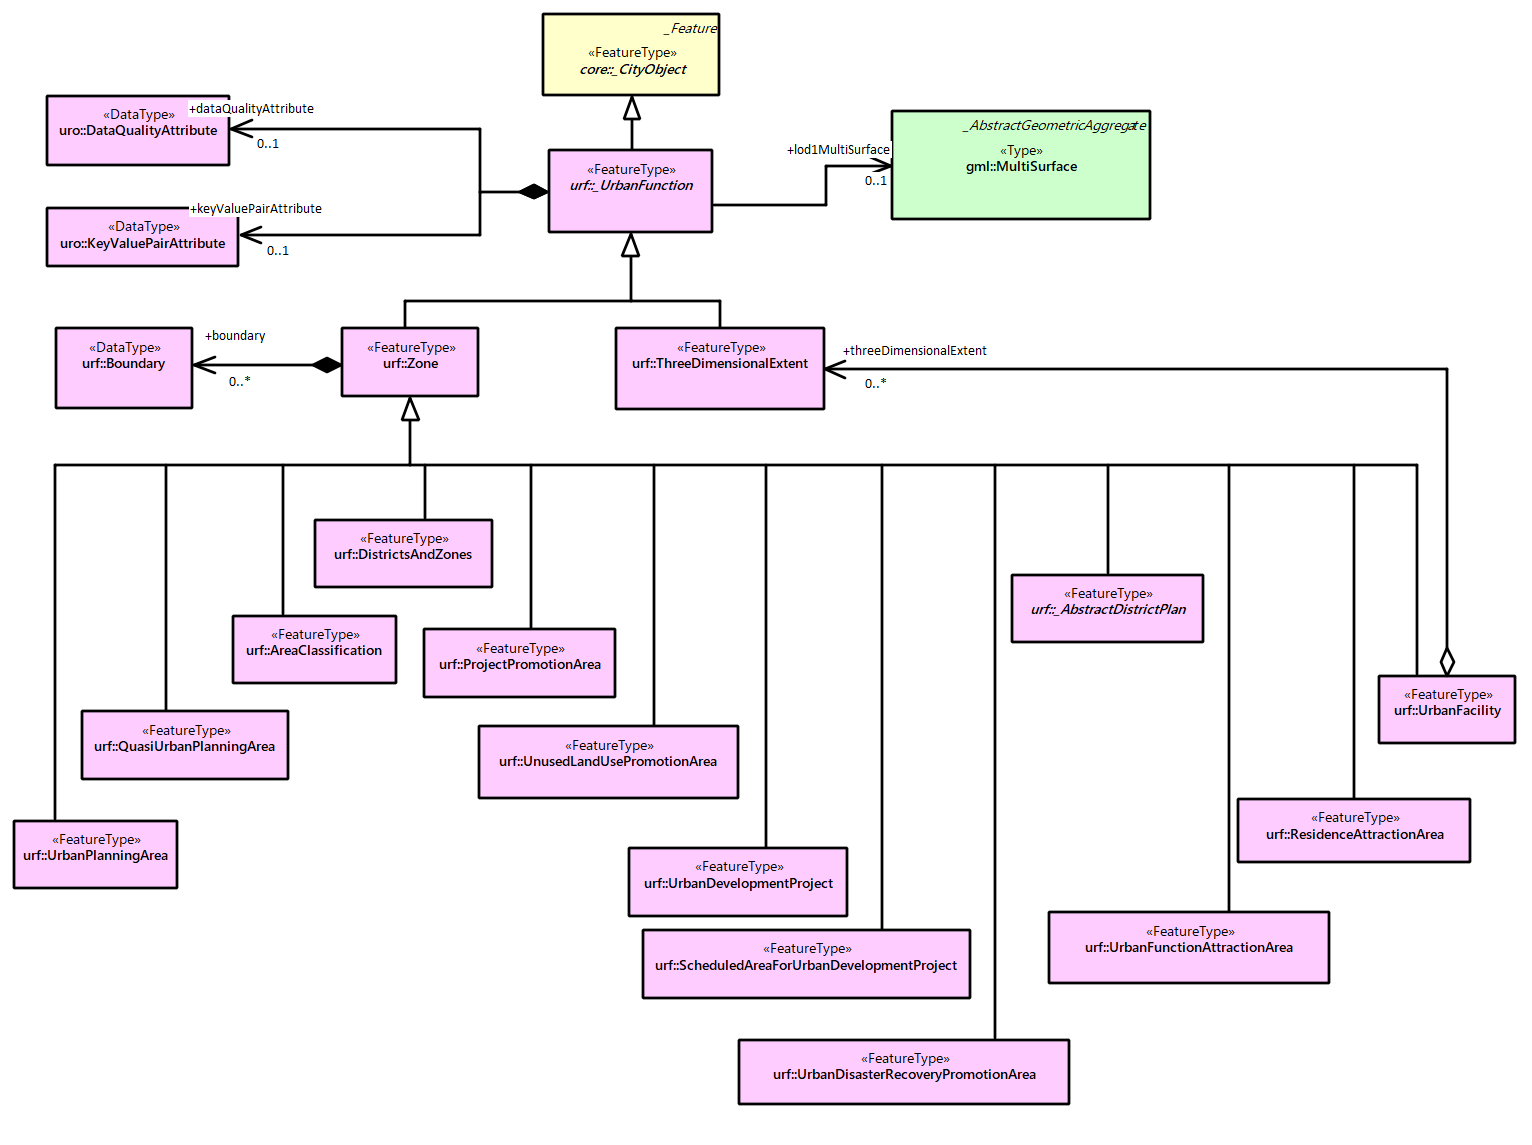 _Feature
«FeatureType»
core::_CityObject
+dataQualityAttribute
«DataType»
uro::DataQualityAttribute
0..1
_AbstractGeometricAggregate
«Type»
gml::MultiSurface
+lod1MultiSurface
0..1
«FeatureType»
urf::_UrbanFunction
+keyValuePairAttribute
«DataType»
uro::KeyValuePairAttribute
0..1
«DataType»
urf::Boundary
+boundary
0..*
«FeatureType»
urf::Zone
«FeatureType»
urf::ThreeDimensionalExtent
+threeDimensionalExtent
0..*
«FeatureType»
urf::DistrictsAndZones
«FeatureType»
urf::_AbstractDistrictPlan
«FeatureType»
urf::AreaClassification
«FeatureType»
urf::ProjectPromotionArea
«FeatureType»
urf::UrbanFacility
«FeatureType»
urf::QuasiUrbanPlanningArea
«FeatureType»
urf::UnusedLandUsePromotionArea
«FeatureType»
urf::ResidenceAttractionArea
«FeatureType»
urf::UrbanPlanningArea
«FeatureType»
urf::UrbanDevelopmentProject
«FeatureType»
urf::UrbanFunctionAttractionArea
«FeatureType»
urf::ScheduledAreaForUrbanDevelopmentProject
«FeatureType»
urf::UrbanDisasterRecoveryPromotionArea